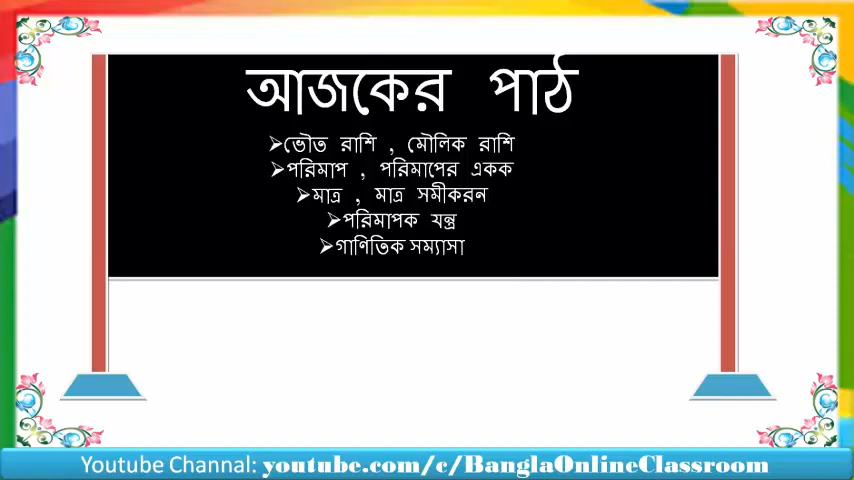 আজকের পাঠ
➢ভৌত রাশি , মৌলিক রাশি
➢পরিমাপ , পরিমাপের একক
➢মাত্র , মাত্র সমীকরন
➢পরিমাপক যন্ত্র
➢গাণিতিক সম্যাসা
Youtube Channal: youtube.com/c/BanglaOnlineClassroom